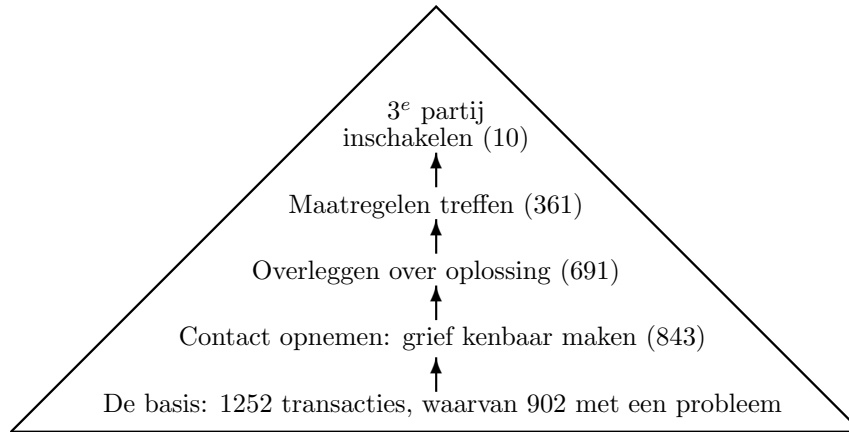 3e partij
inschakelen (10)
Maatregelen treffen (361)
Overleggen over oplossing (691)
Contact opnemen: grief kenbaar maken (843)
De basis: 1252 transacties, waarvan 902 met een probleem